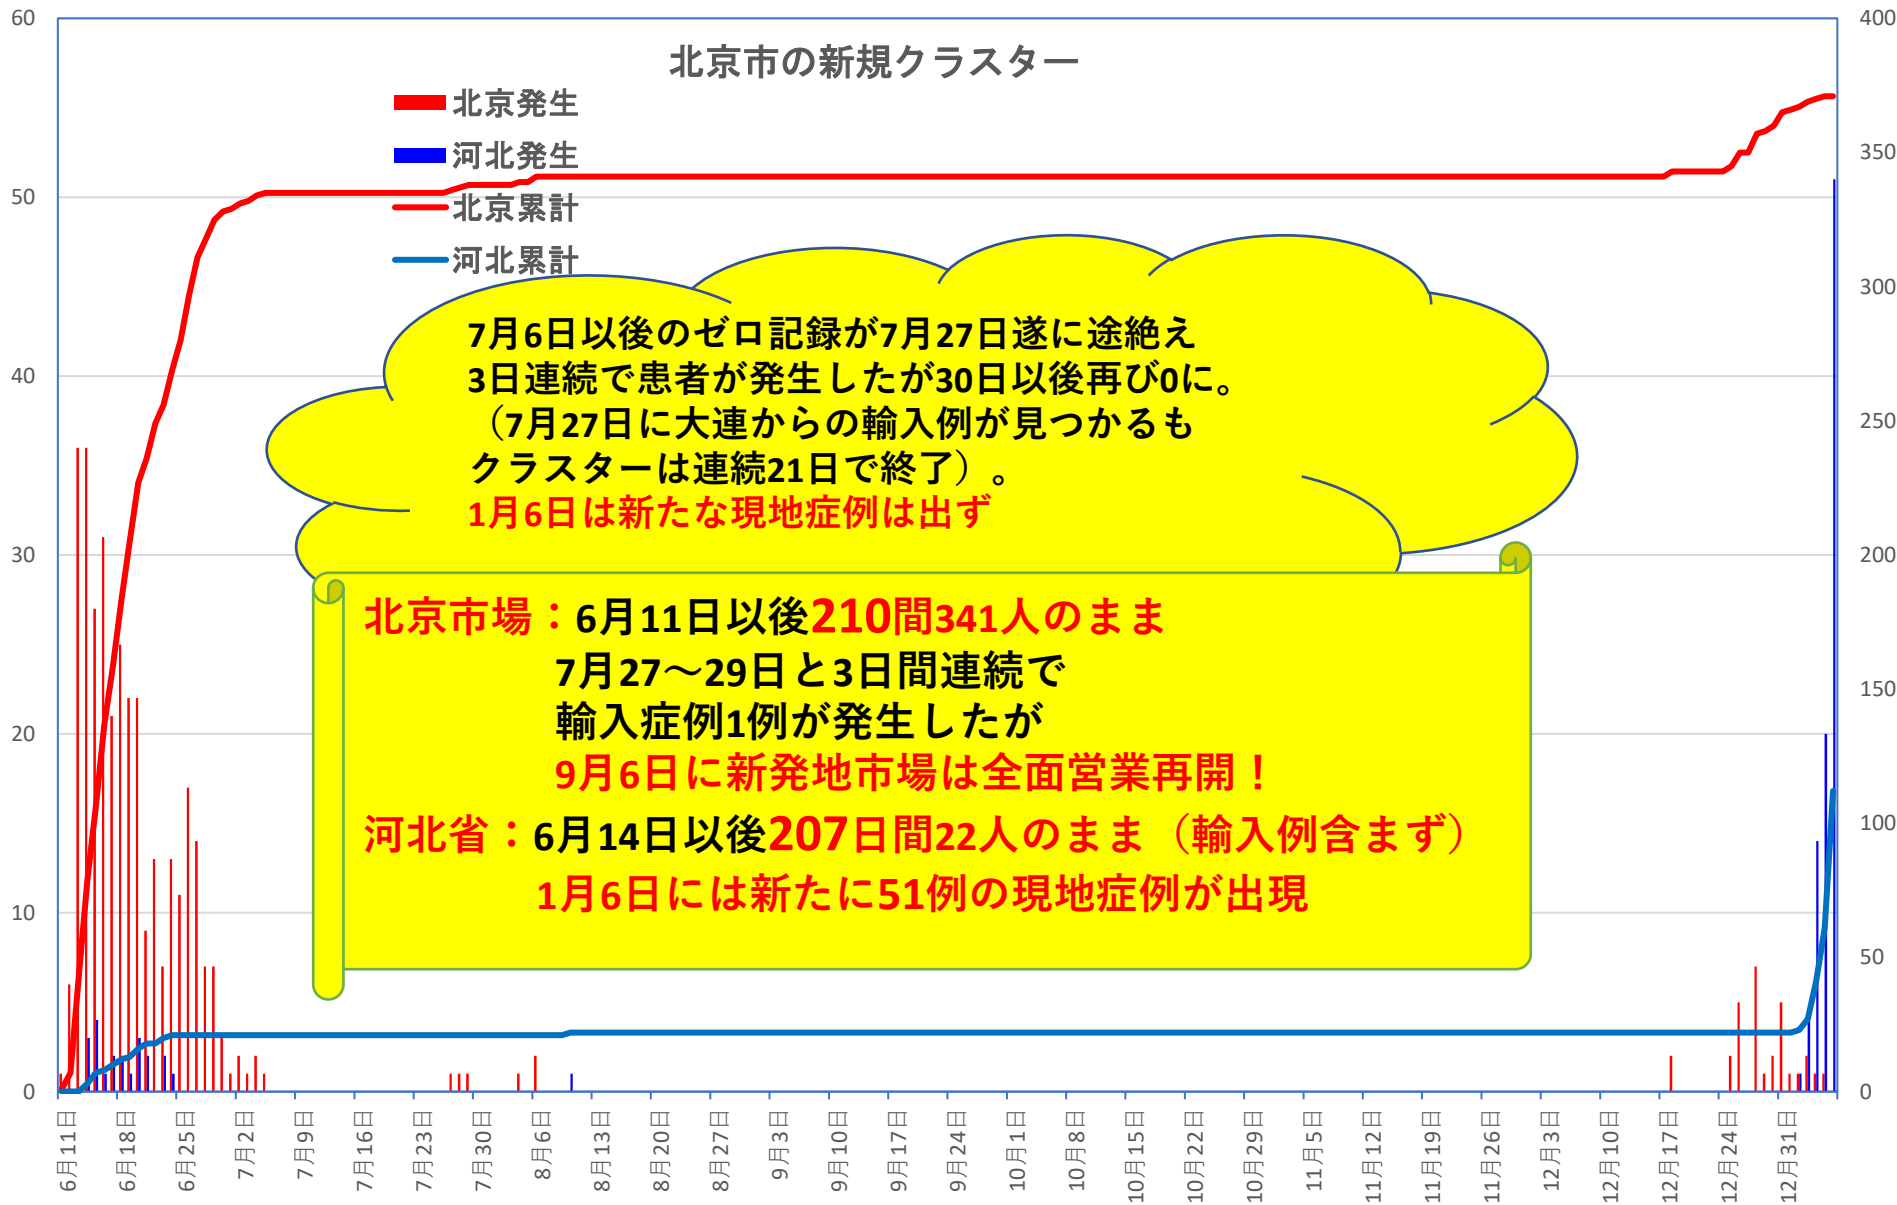 北京市の新規クラスター
北京発生
河北発生
北京累計
河北累計
60
50
40
30
20
10
0
400
350
300
250
200
150
100
50
0
7月6日以後のゼロ記録が7月27日遂に途絶え
3日連続で患者が発生したが30日以後再び0に。
（7月27日に大連からの輸入例が見つかるも
クラスターは連続21日で終了）。
1月6日は新たな現地症例は出ず
北京市場：6月11日以後210間341人のまま
7月27～29日と3日間連続で
輸入症例1例が発生したが
9月6日に新発地市場は全面営業再開！
河北省：6月14日以後207日間22人のまま（輸入例含まず）
1月6日には新たに51例の現地症例が出現
6月11日
6月18日
6月25日
7月2日
7月9日
7月16日
7月23日
7月30日
8月6日
8月13日
8月20日
8月27日
9月3日
9月10日
9月17日
9月24日
10月1日
10月8日
10月15日
10月22日
10月29日
11月5日
11月12日
11月19日
11月26日
12月3日
12月10日
12月17日
12月24日
12月31日